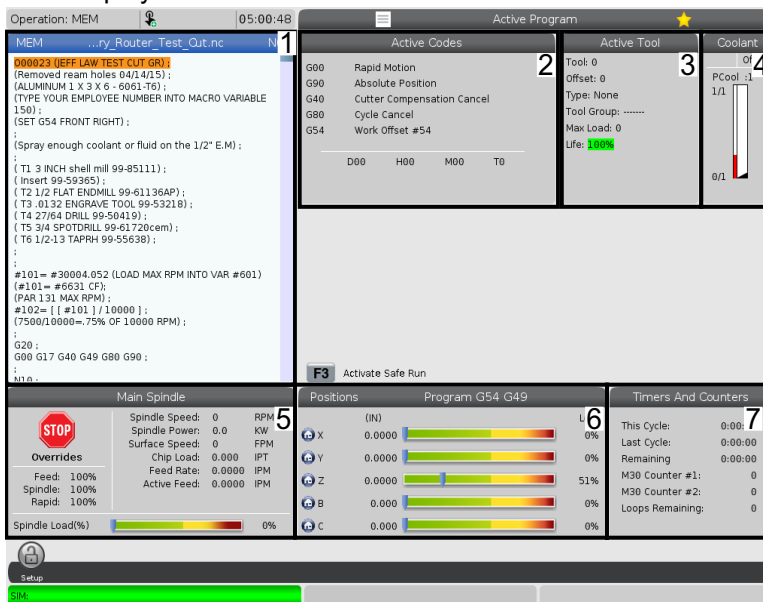 Operation: MEM
05:00:48
Active Program
MEM ...ry_Router_Test_Cut.nc N
1
O00023 (JEFF LAW TEST CUT GR) ;
(Removed ream holes 04/14/15) ;
(ALUMINUM 1 X 3 X 6 - 6061-T6) ;
(TYPE YOUR EMPLOYEE NUMBER INTO MACRO VARIABLE
150) ;
(SET G54 FRONT RIGHT) ;
;
(Spray enough coolant or fluid on the 1/2" E.M) ;
;
( T1 3 INCH shell mill 99-85111) ;
( Insert 99-59365) ;
( T2 1/2 FLAT ENDMILL 99-61136AP) ;
( T3 .0132 ENGRAVE TOOL 99-53218) ;
( T4 27/64 DRILL 99-50419) ;
( T5 3/4 SPOTDRILL 99-61720cem) ;
( T6 1/2-13 TAPRH 99-55638) ;
;
;
#101= #30004.052 (LOAD MAX RPM INTO VAR #601)
(#101= #6631 CF);
(PAR 131 MAX RPM) ;
#102= [ [ #101 ] / 10000 ] ;
(7500/10000=.75% OF 10000 RPM) ;
;
G20 ;
G00 G17 G40 G49 G80 G90 ;
;
N10 ;
Active Codes
2
G00 Rapid Motion
G90 Absolute Position
G40 Cutter Compensation Cancel
G80 Cycle Cancel
G54 Work Offset #54
D00 H00 M00 T0
Active Tool
3
Tool: 0
Offset: 0
Type: None
Tool Group: -------
Max Load: 0
Life: 100%
Coolant
4
PCool :1
1/1
0/1
F3 Activate Safe Run
Main Spindle
5
STOP
Overrides
Feed: 100%
Spindle: 100%
Rapid: 100%
Spindle Speed: 0 RPM
Spindle Power: 0.0 KW
Surface Speed: 0 FPM
Chip Load: 0.000 IPT
Feed Rate: 0.0000 IPM
Active Feed: 0.0000 IPM
Spindle Load(%) 0%
Positions Program G54 G49
6
(IN)
X 0.0000 0%
Y 0.0000 0%
Z 0.0000 51%
B 0.000 0%
C 0.000 0%
Timers And Counters
7
This Cycle: 0:00:
Last Cycle: 0:00:00
Remaining 0:00:00
M30 Counter #1: 0
M30 Counter #2: 0
Loops Remaining: 0
Setup
SIM: